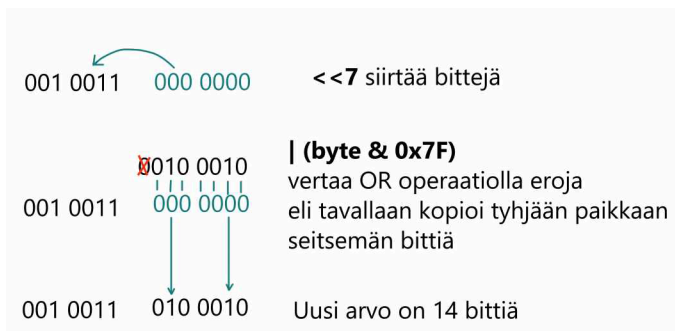 001 0011 000 0000 <<7 siirtää bittejä
0010 0010 | (byte & 0x7F)
vertaa OR operaatiolla eroja
001 0011 000 0000 eli tavallaan kopioi tyhjään paikkaan
seitsemän bittiä
001 0011 010 0010 Uusi arvo on 14 bittiä